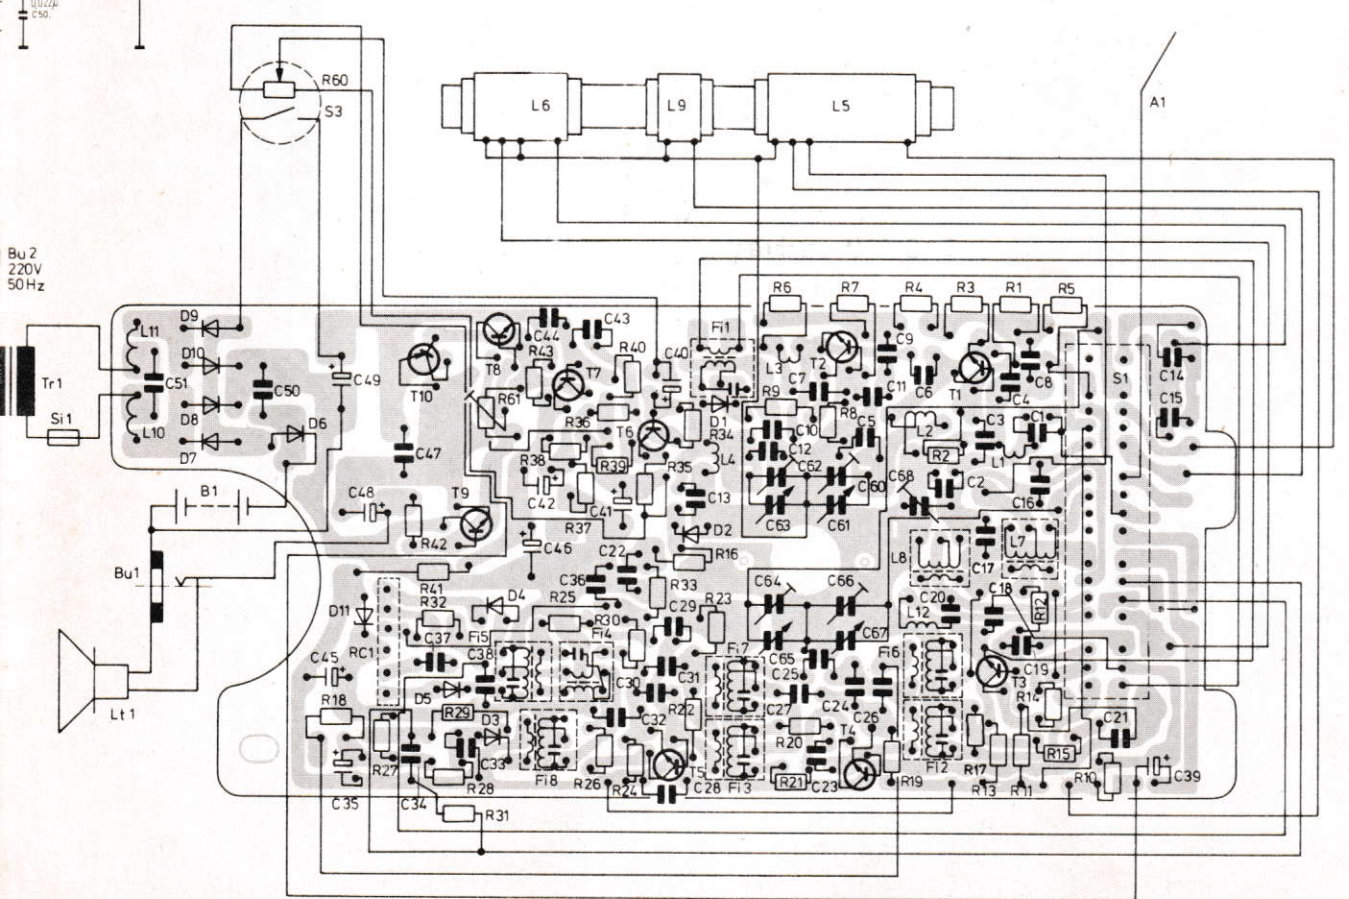 0,022µ
C50,
R60
S3
L6 L9 L5
A1
Bu 2
220V
50Hz
R6 R7 R4 R3 R1 R5
D9
L11
C44 C43
Fi1
C9
T8 R43 R40 C40 L3 T2
D10
C51 T7 C7 C11 C6 C8 S1 C14
Tr1 C50 C49 T10 R61 R9 T1 C4
Si1 D8 D6 R36 T6 D1 R8 C3 C1 C15
L10 R34 C10 C5 L2
D7 C47 R38 R39 R35 L4 C12 C62 R2 L1
B1 C48 T9 C42 C13 C60 C68 C2 C16
C41 C63 C61
R42 R37 D2 L7
C46 C22 R16 L8 C17
Bu1 R41 C36 R33 C64 C66 C20 C18
D11 R32 D4 R25 C29 R23 L12 R12
C37 Fi5 R30 Fi4 C67
RC1 C38 Fi7 C65 Fi6 C19
C45 D5 C30 C31 C25 T3
Lt1 R18 R29 D3 C32 R22 C27 C24 C26 R14 C21
R20 T4 R15
R27 C33 R26 T5 R17 R10 C39
C35 C34 R28 Fi8 R24 C28 Fi3 R21 C23 R19 Fi2 R13 R11
R31